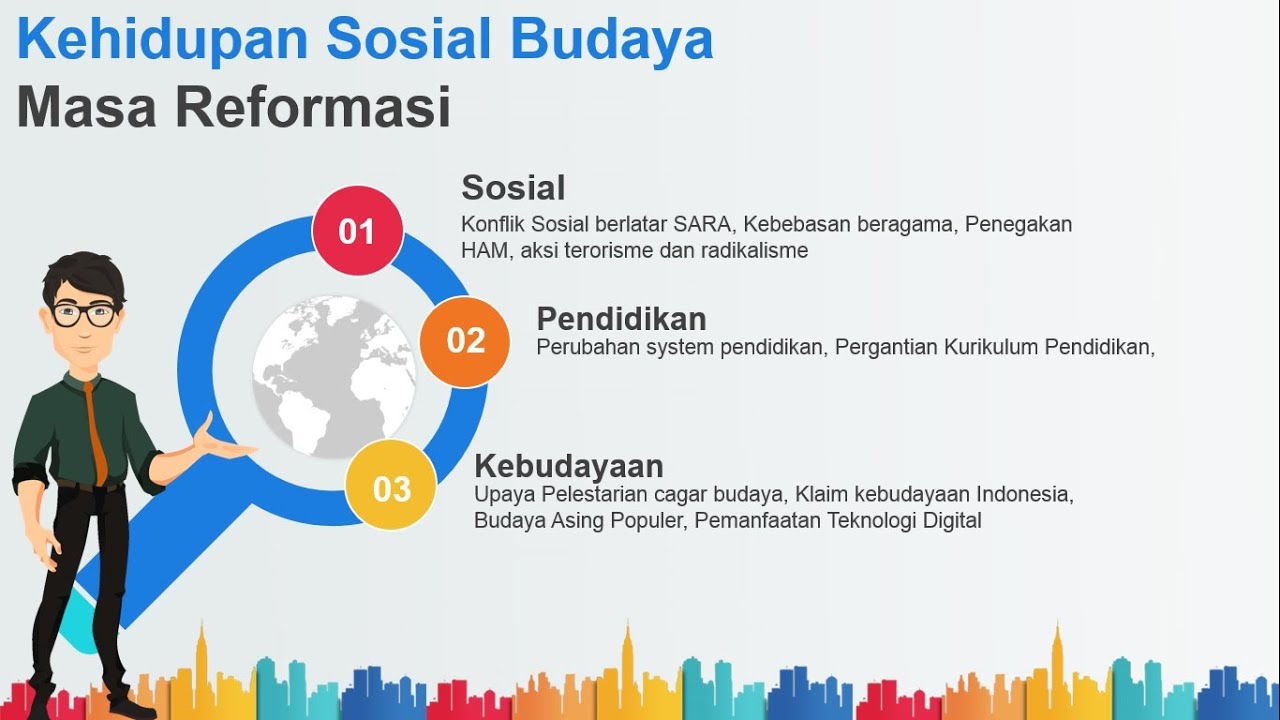 Kehidupan Sosial Budaya
Masa Reformasi
01
Sosial
Konflik Sosial berlatar SARA, Kebebasan beragama, Penegakan
HAM, aksi terorisme dan radikalisme
02
Pendidikan
Perubahan system pendidikan, Pergantian Kurikulum Pendidikan,
03
Kebudayaan
Upaya Pelestarian cagar budaya, Klaim kebudayaan Indonesia,
Budaya Asing Populer, Pemanfaatan Teknologi Digital